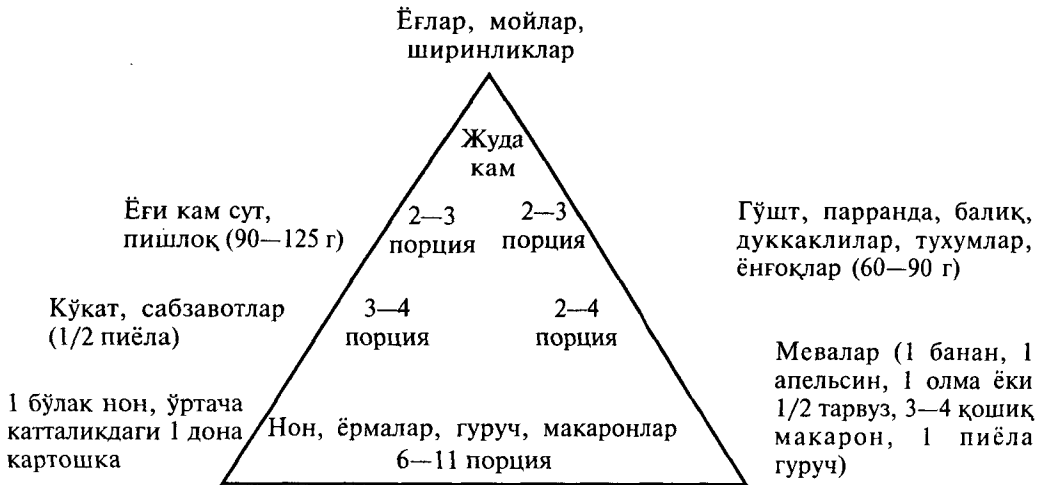 Ёғлар, мойлар,
ширинликлар
Жуда
кам
Ёғи кам сут,
пишлоқ (90—125 г)
2—3
порция
2—3
порция
Гўшт, парранда, балиқ,
дуккаклилар, тухумлар,
ёнғоқлар (60—90 г)
Кўкат, сабзавотлар
(1/2 пиёла)
3—4
порция
2—4
порция
Мевалар (1 банан, 1
апельсин, 1 олма ёки
1/2 тарвуз, 3—4 қошиқ
макарон, 1 пиёла
гуруч)
1 бўлак нон, ўртача
катталикдаги 1 дона
картошка
Нон, ёрмалар, гуруч, макаронлар
6—11 порция